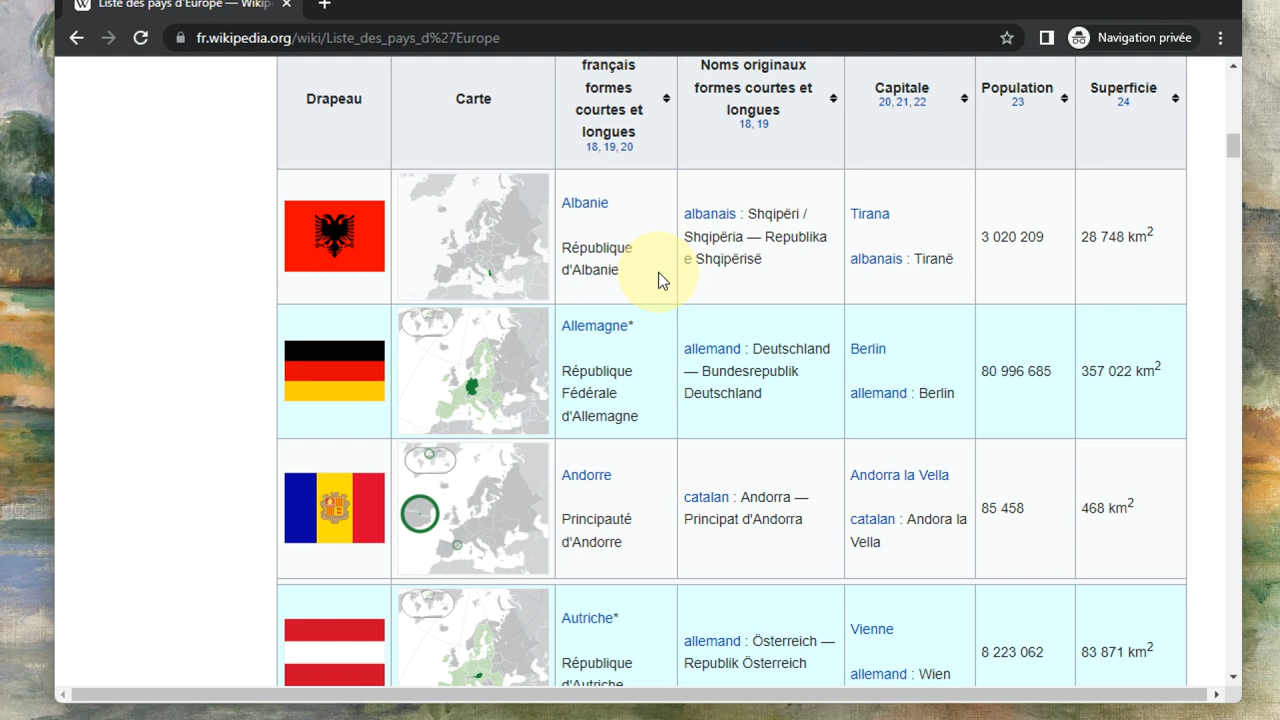 Liste des pays d'Europe — Wikip
fr.wikipedia.org/wiki/Liste_des_pays_d%27Europe
Navigation privée
Drapeau
Carte
français
formes
courtes et
longues
18, 19, 20
Noms originaux
formes courtes et
longues
18, 19
Capitale
20, 21, 22
Population
23
Superficie
24
Albanie
République
d'Albanie
albanais : Shqipëri /
Shqipëria — Republika
e Shqipërisë
Tirana
albanais : Tiranë
3 020 209
28 748 km²
Allemagne*
République
Fédérale
d'Allemagne
allemand : Deutschland
— Bundesrepublik
Deutschland
Berlin
allemand : Berlin
80 996 685
357 022 km²
Andorre
Principauté
d'Andorre
catalan : Andorra —
Principat d'Andorra
Andorra la Vella
catalan : Andora la
Vella
85 458
468 km²
Autriche*
République
d'Autriche
allemand : Österreich —
Republik Österreich
Vienne
allemand : Wien
8 223 062
83 871 km²